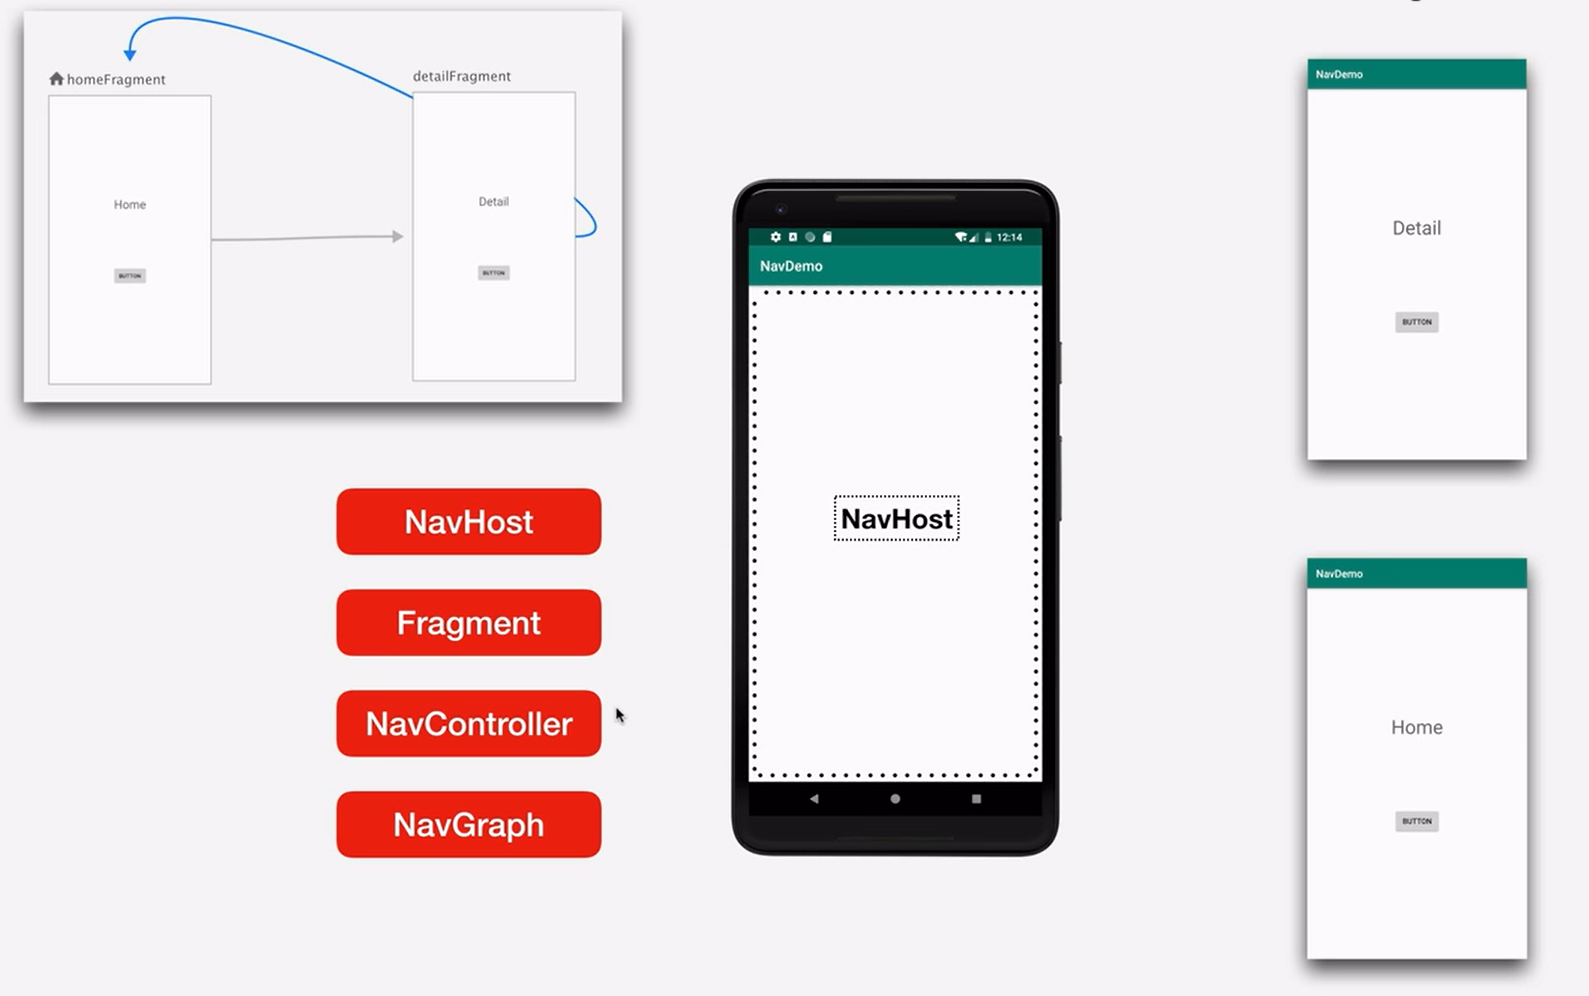 homeFragment
detailFragment
Home
Detail
BUTTON
BUTTON
NavHost
Fragment
NavController
NavGraph
12:14
NavDemo
NavHost
NavDemo
Detail
BUTTON
NavDemo
Home
BUTTON